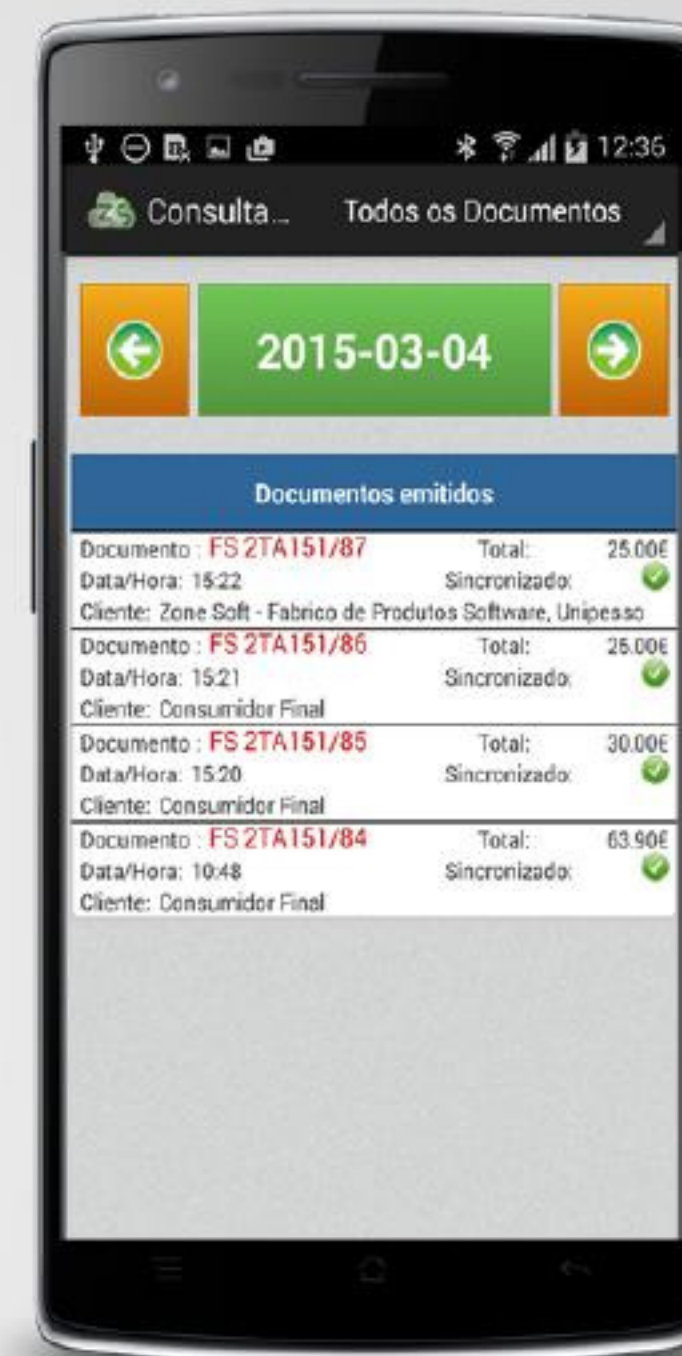 12:36
Consulta... Todos os Documentos
2015-03-04
Documentos emitidos
Documento : FS 2TA151/87 Total: 25.00€
Data/Hora: 15:22 Sincronizado:
Cliente: Zone Soft - Fabrico de Produtos Software, Unipesso
Documento : FS 2TA151/86 Total: 25.00€
Data/Hora: 15:21 Sincronizado:
Cliente: Consumidor Final
Documento : FS 2TA151/85 Total: 30.00€
Data/Hora: 15:20 Sincronizado:
Cliente: Consumidor Final
Documento : FS 2TA151/84 Total: 63.90€
Data/Hora: 10:48 Sincronizado:
Cliente: Consumidor Final